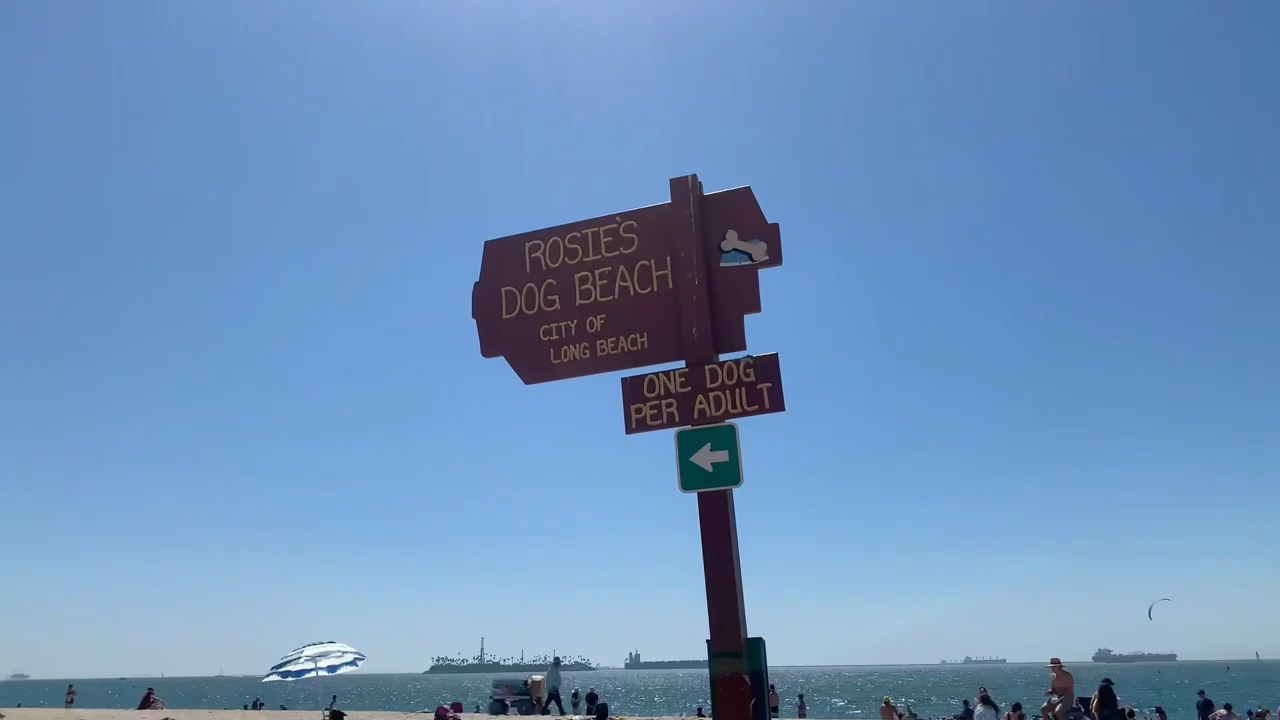 ROSIE'S
DOG BEACH
CITY OF
LONG BEACH
ONE DOG
PER ADULT